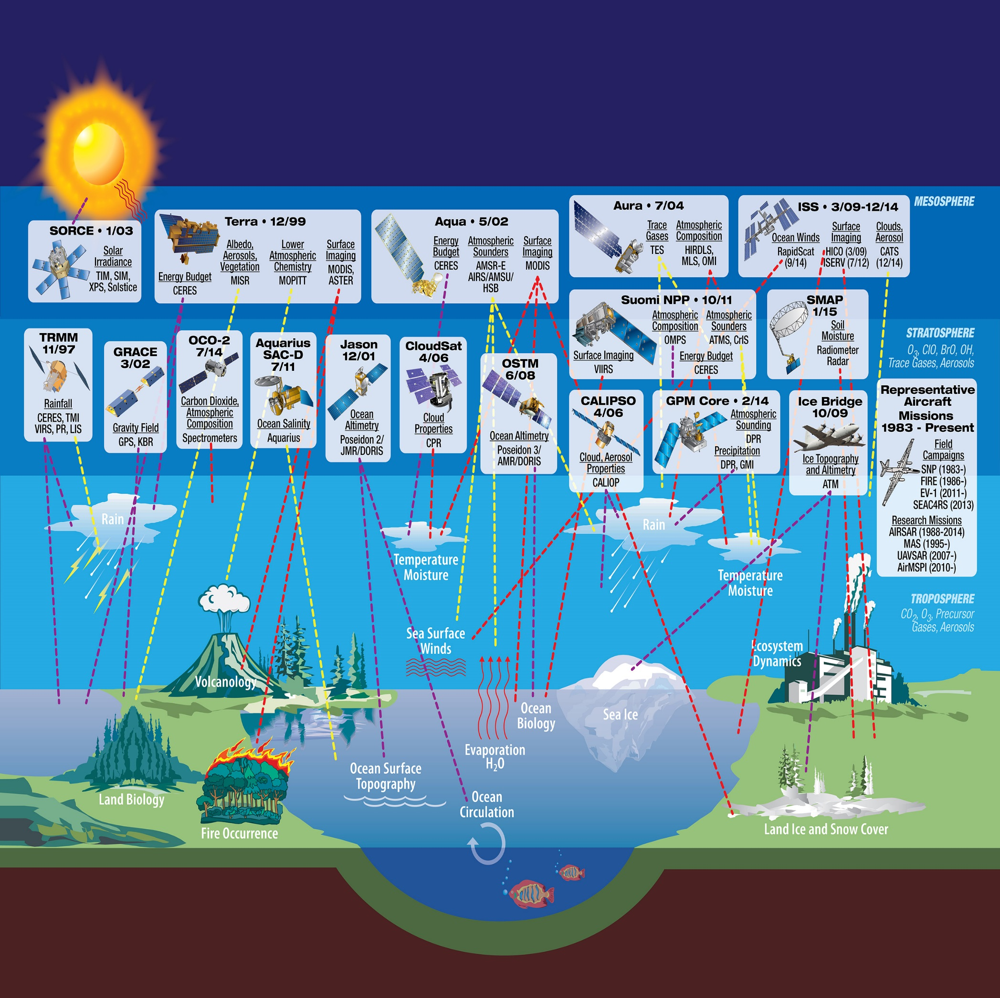 MESOSPHERE
SORCE • 1/03
Solar
Irradiance
TIM, SIM,
XPS, Solstice
Terra • 12/99
Energy Budget
CERES
Albedo,
Aerosols,
Vegetation
MISR
Lower
Atmospheric
Chemistry
MOPITT
Surface
Imaging
MODIS,
ASTER
Aqua • 5/02
Energy
Budget
CERES
Atmospheric
Sounders
AMSR-E
AIRS/AMSU/
HSB
Surface
Imaging
MODIS
Aura • 7/04
Trace
Gases
TES
Atmospheric
Composition
HIRDLS,
MLS, OMI
ISS • 3/09-12/14
Ocean Winds
RapidScat
(9/14)
Surface
Imaging
HICO (3/09)
ISERV (7/12)
Clouds,
Aerosol
CATS
(12/14)
Suomi NPP • 10/11
Surface Imaging
VIIRS
Atmospheric
Composition
OMPS
Atmospheric
Sounders
ATMS, CrIS
Energy Budget
CERES
SMAP
1/15
Soil
Moisture
Radiometer
Radar
STRATOSPHERE
O3, ClO, BrO, OH,
Trace Gases, Aerosols
TRMM
11/97
Rainfall
CERES, TMI
VIRS, PR, LIS
GRACE
3/02
Gravity Field
GPS, KBR
OCO-2
7/14
Carbon Dioxide,
Atmospheric
Composition
Spectrometers
Aquarius
SAC-D
7/11
Ocean Salinity
Aquarius
Jason
12/01
Ocean
Altimetry
Poseidon 2/
JMR/DORIS
CloudSat
4/06
Cloud
Properties
CPR
OSTM
6/08
Ocean Altimetry
Poseidon 3/
AMR/DORIS
CALIPSO
4/06
Cloud, Aerosol
Properties
CALIOP
GPM Core • 2/14
Atmospheric
Sounding
DPR
Precipitation
DPR, GMI
Ice Bridge
10/09
Ice Topography
and Altimetry
ATM
Representative
Aircraft
Missions
1983 - Present
Field
Campaigns
SNP (1983-)
FIRE (1986-)
EV-1 (2011-)
SEAC4RS (2013)
Research Missions
AIRSAR (1988-2014)
MAS (1995-)
UAVSAR (2007-)
AirMSPI (2010-)
Rain
Temperature
Moisture
Rain
Temperature
Moisture
TROPOSPHERE
CO2, O3, Precursor
Gases, Aerosols
Sea Surface
Winds
Ecosystem
Dynamics
Volcanology
Ocean
Biology
Sea Ice
Evaporation
H2O
Ocean Surface
Topography
Land Biology
Ocean
Circulation
Fire Occurrence
Land Ice and Snow Cover